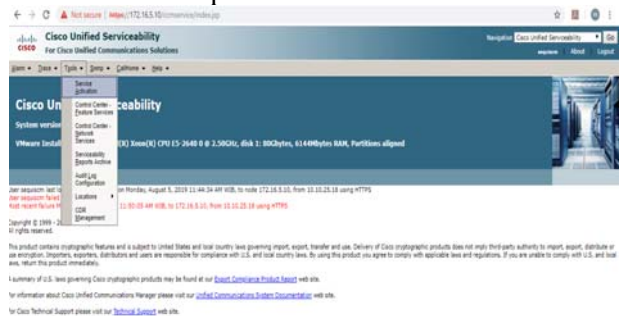 Not secure | https://172.16.5.10/ccmservice/index.jsp
Cisco Unified Serviceability
Navigation Cisco Unified Serviceability Go
CISCO For Cisco Unified Communications Solutions
About Logout
Alarm Trace Tools Snmp CallHome Help
Service Activation
Control Center - Feature Services
Control Center - Network Services
Serviceability Reports Archive
Audit Log Configuration
Locations
CDR Management
Cisco Un ceability
System version
VMware Install (R) Xeon(R) CPU E5-2640 0 @ 2.50GHz, disk 1: 80Gbytes, 6144Mbytes RAM, Partitions aligned
on Monday, August 5, 2019 11:44:34 AM WIB, to node 172.16.5.10, from 10.10.25.18 using HTTPS
11:50:05 AM WIB, to 172.16.5.10, from 10.10.25.18 using HTTPS
Copyright © 1999 - 
All rights reserved.
This product contains cryptographic features and is subject to United States and local country laws governing import, export, transfer and use. Delivery of Cisco cryptographic products does not imply third-party authority to import, export, distribute or
use encryption. Importers, exporters, distributors and users are responsible for compliance with U.S. and local country laws. By using this product you agree to comply with applicable laws and regulations. If you are unable to comply with U.S. and local
laws, return this product immediately.
A summary of U.S. laws governing Cisco cryptographic products may be found at our Export Compliance Product Report web site.
For information about Cisco Unified Communications Manager please visit our Unified Communications System Documentation web site.
For Cisco Technical Support please visit our Technical Support web site.